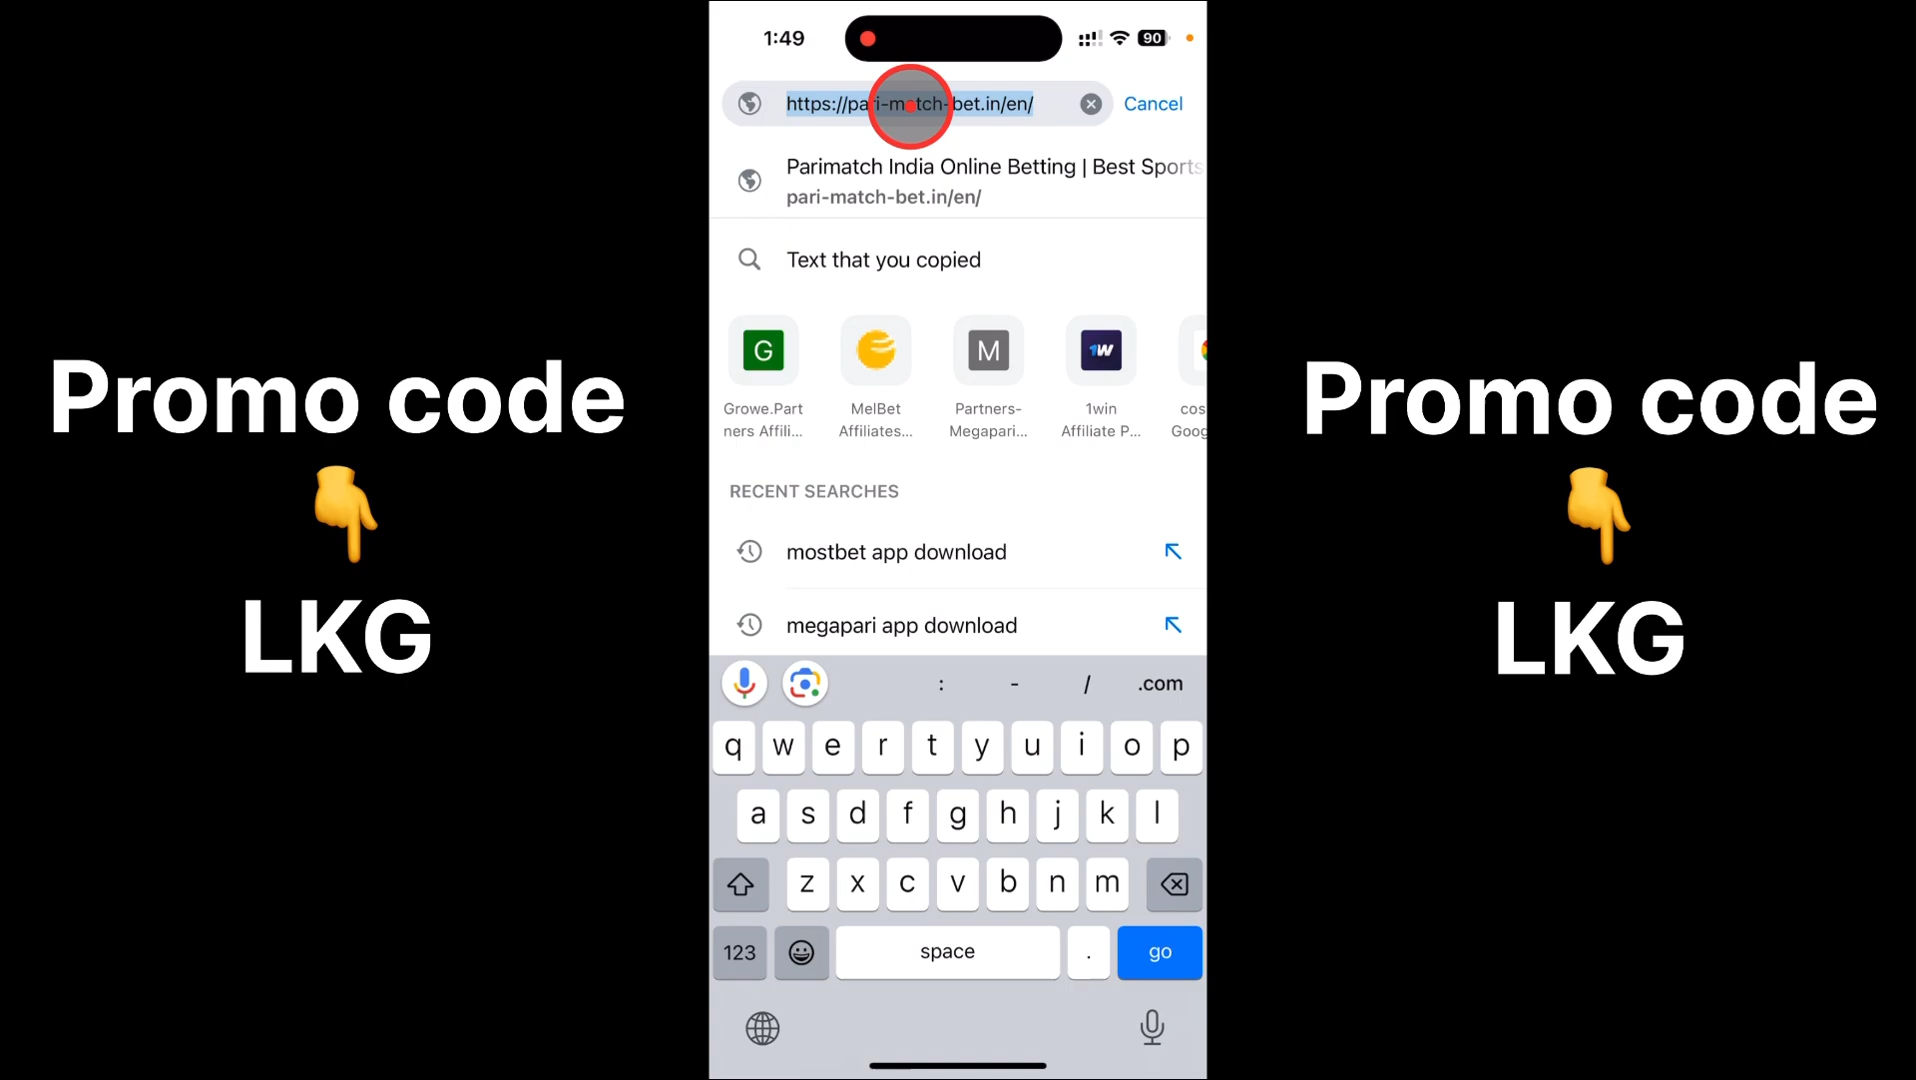 1:49
90
https://pari-match-bet.in/en/
Cancel
Parimatch India Online Betting | Best Sports
pari-match-bet.in/en/
Text that you copied
G
M
1W
Growe.Part
ners Affili...
MelBet
Affiliates...
Partners-
Megapari...
1win
Affiliate P...
cos
Goog
RECENT SEARCHES
mostbet app download
megapari app download
: - / .com
q w e r t y u i o p
a s d f g h j k l
z x c v b n m
123 space . go
Promo code
LKG
Promo code
LKG